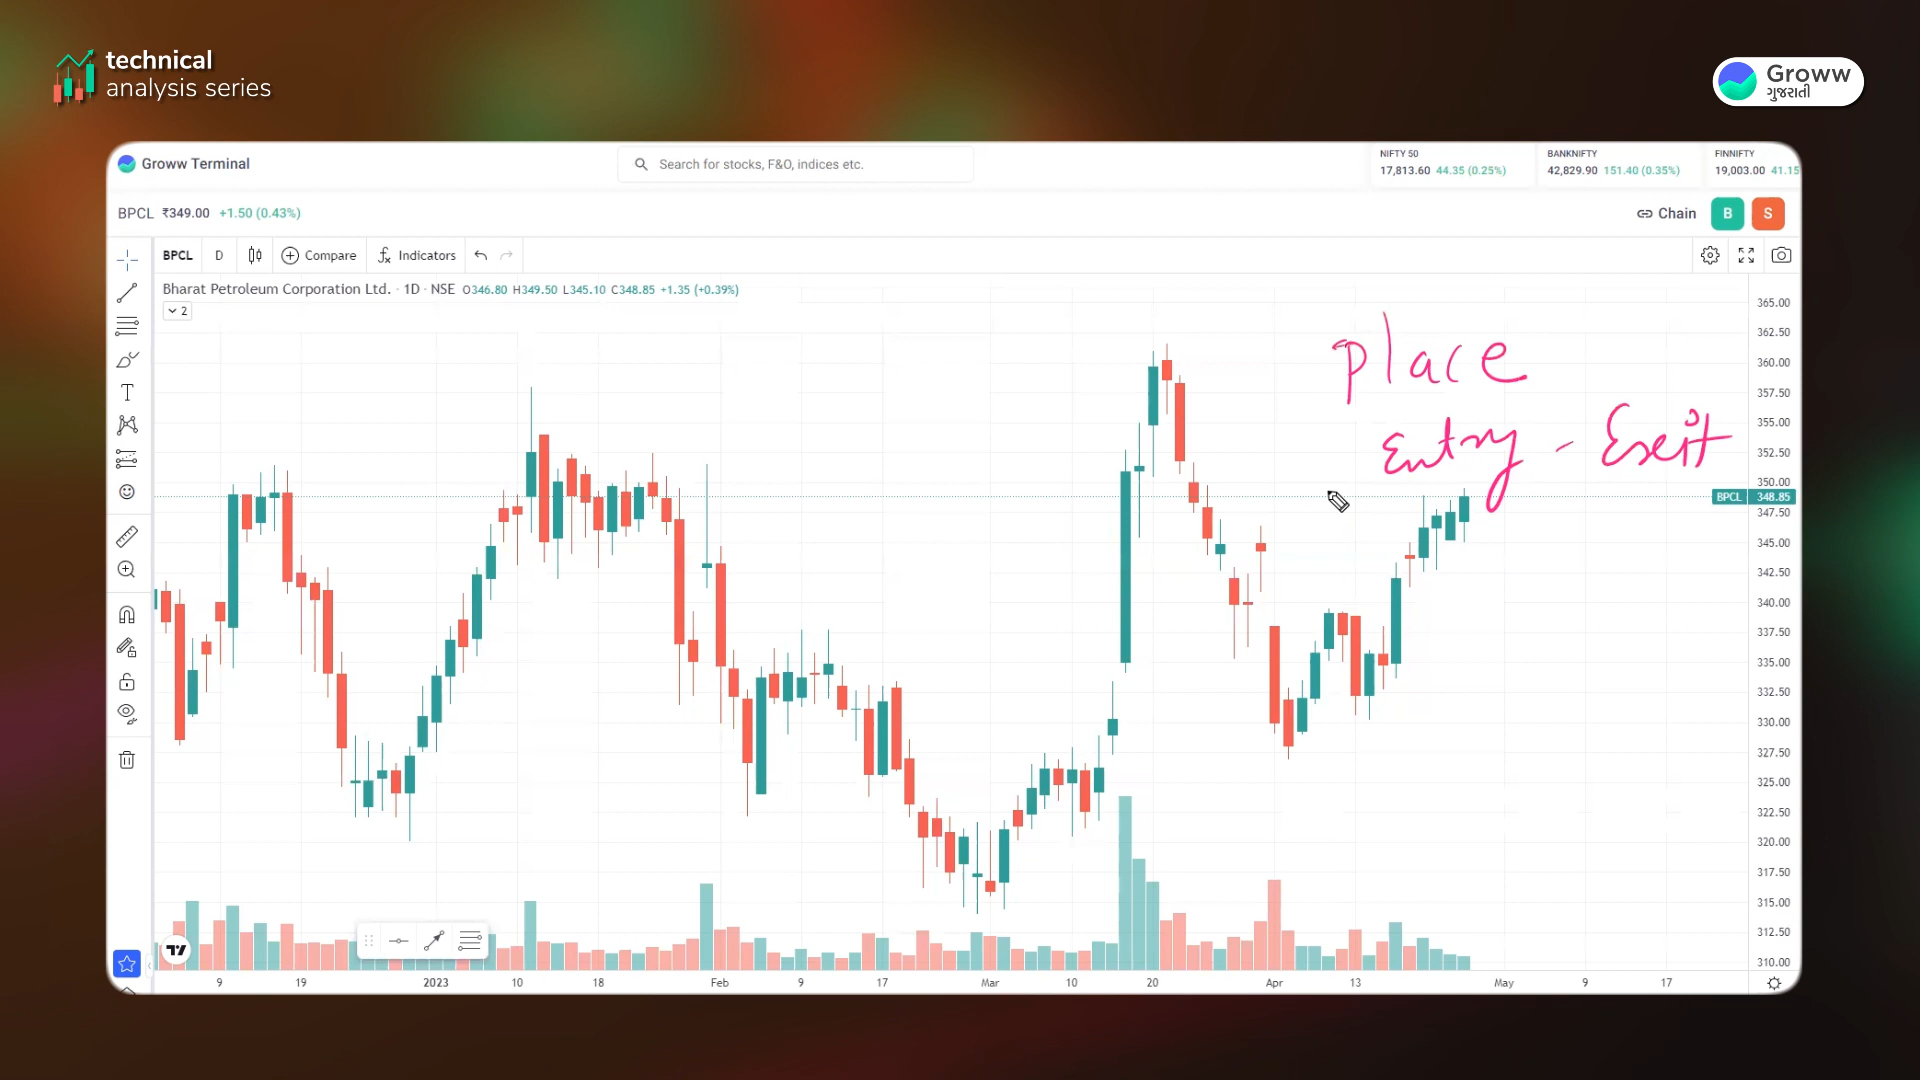 technical
analysis series
Groww
ગુજરાતી
Groww Terminal
Search for stocks, F&O, indices etc.
NIFTY 50
17,813.60 44.35 (0.25%)
BANKNIFTY
42,829.90 151.40 (0.35%)
FINNIFTY
19,003.00 41.15
BPCL ₹349.00 +1.50 (0.43%)
Chain
B
S
BPCL
D
Compare
Indicators
Bharat Petroleum Corporation Ltd. · 1D · NSE O346.80 H349.50 L345.10 C348.85 +1.35 (+0.39%)
2
Place
Entry - Exit
365.00
362.50
360.00
357.50
355.00
352.50
350.00
BPCL 348.85
347.50
345.00
342.50
340.00
337.50
335.00
332.50
330.00
327.50
325.00
322.50
320.00
317.50
315.00
312.50
310.00
9 19 2023 10 18 Feb 9 17 Mar 10 20 Apr 13 May 9 17